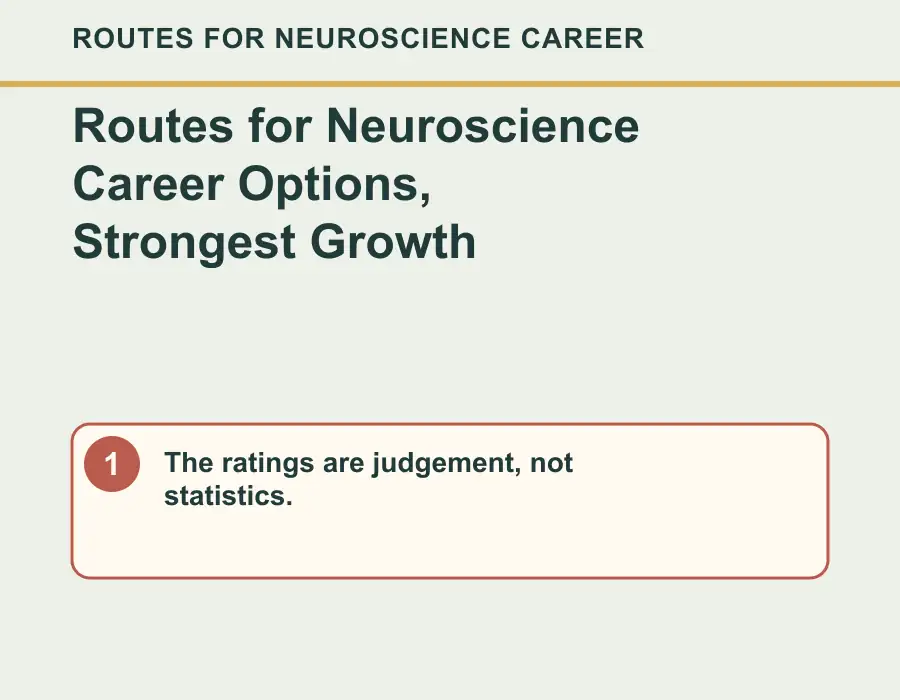 ROUTES FOR NEUROSCIENCE CAREER
Routes for Neuroscience
Career Options,
Strongest Growth
1
The ratings are judgement, not
statistics.